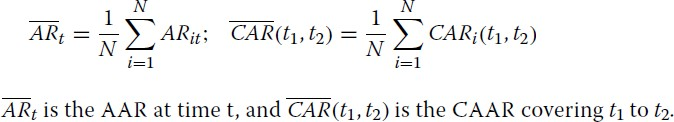 $\overline{AR}_t = \frac{1}{N} \sum_{i=1}^{N} AR_{it}; \quad \overline{CAR}(t_1, t_2) = \frac{1}{N} \sum_{i=1}^{N} CAR_i(t_1, t_2)$
$\overline{AR}_t$ is the AAR at time t, and $\overline{CAR}(t_1, t_2)$ is the CAAR covering $t_1$ to $t_2$.